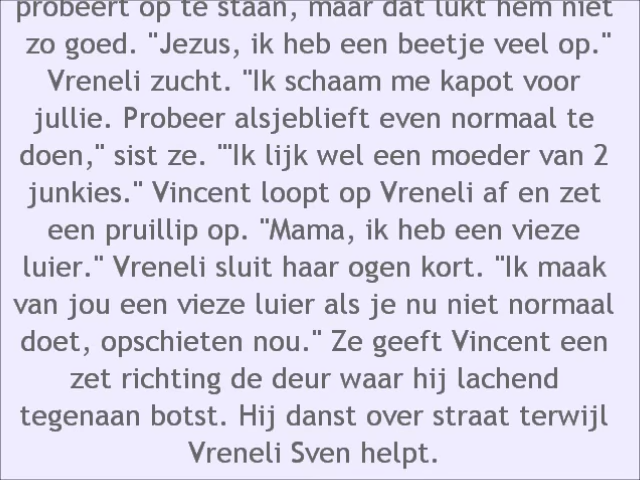 probeert op te staan, maar dat lukt hem niet
zo goed. "Jezus, ik heb een beetje veel op."
Vreneli zucht. "Ik schaam me kapot voor
jullie. Probeer alsjeblieft even normaal te
doen," sist ze. "'Ik lijk wel een moeder van 2
junkies." Vincent loopt op Vreneli af en zet
een pruillip op. "Mama, ik heb een vieze
luier." Vreneli sluit haar ogen kort. "Ik maak
van jou een vieze luier als je nu niet normaal
doet, opschieten nou." Ze geeft Vincent een
zet richting de deur waar hij lachend
tegenaan botst. Hij danst over straat terwijl
Vreneli Sven helpt.